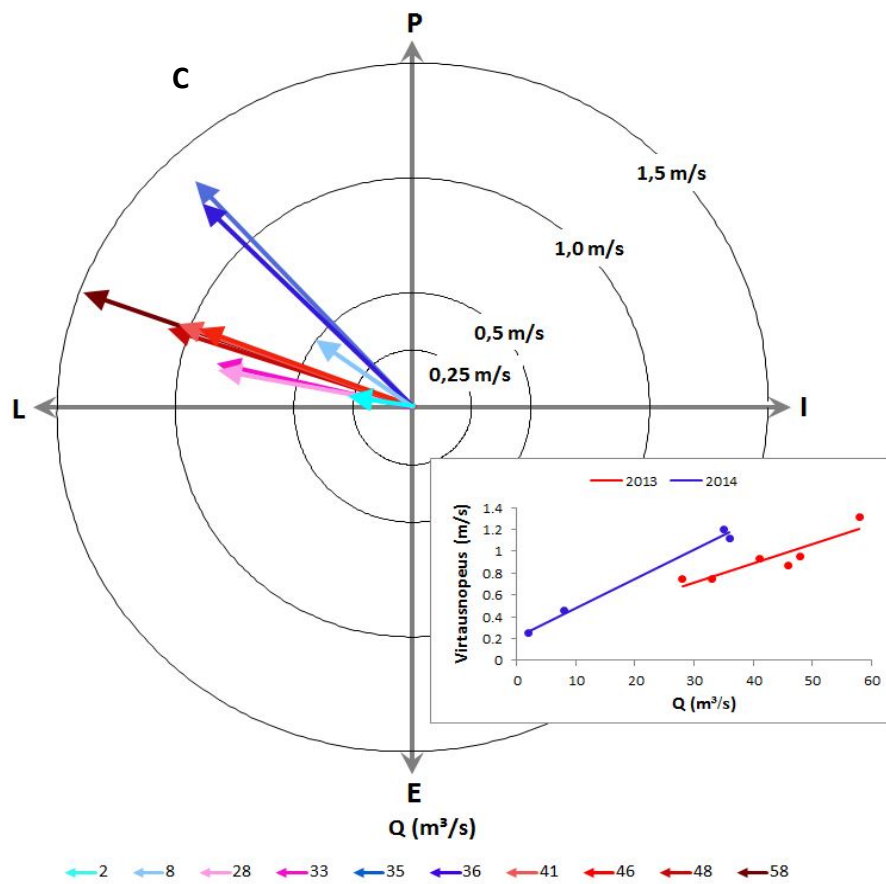 P
C
1,5 m/s
1,0 m/s
0,5 m/s
0,25 m/s
L
I
2013 2014
1.4
1.2
1
0.8
0.6
0.4
0.2
0
Virtausnopeus (m/s)
0 10 20 30 40 50 60
Q (m³/s)
E
Q (m³/s)
2 8 28 33 35 36 41 46 48 58